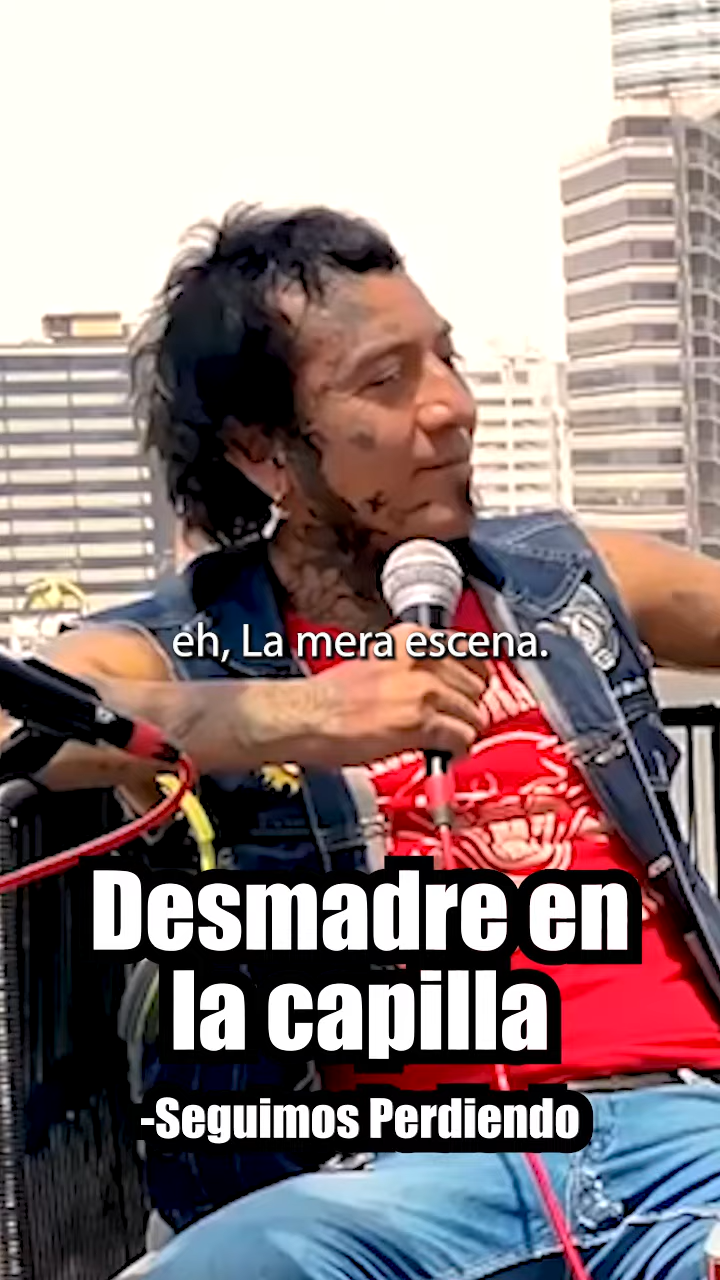 eh, La mera escena.
Desmadre en
la capilla
-Seguimos Perdiendo